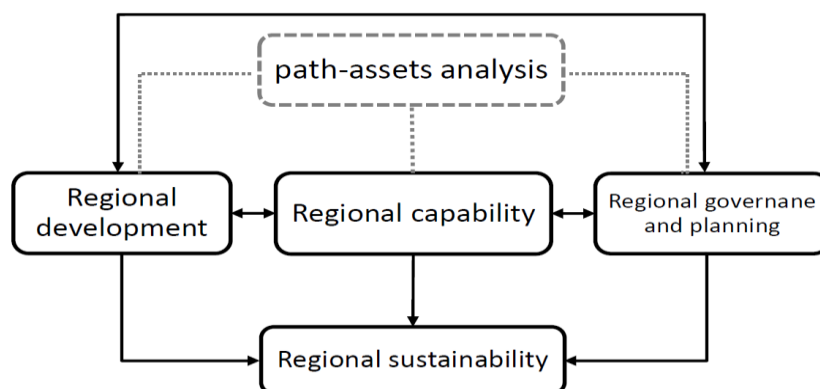 path-assets analysis
Regional
development
Regional capability
Regional governane
and planning
Regional sustainability